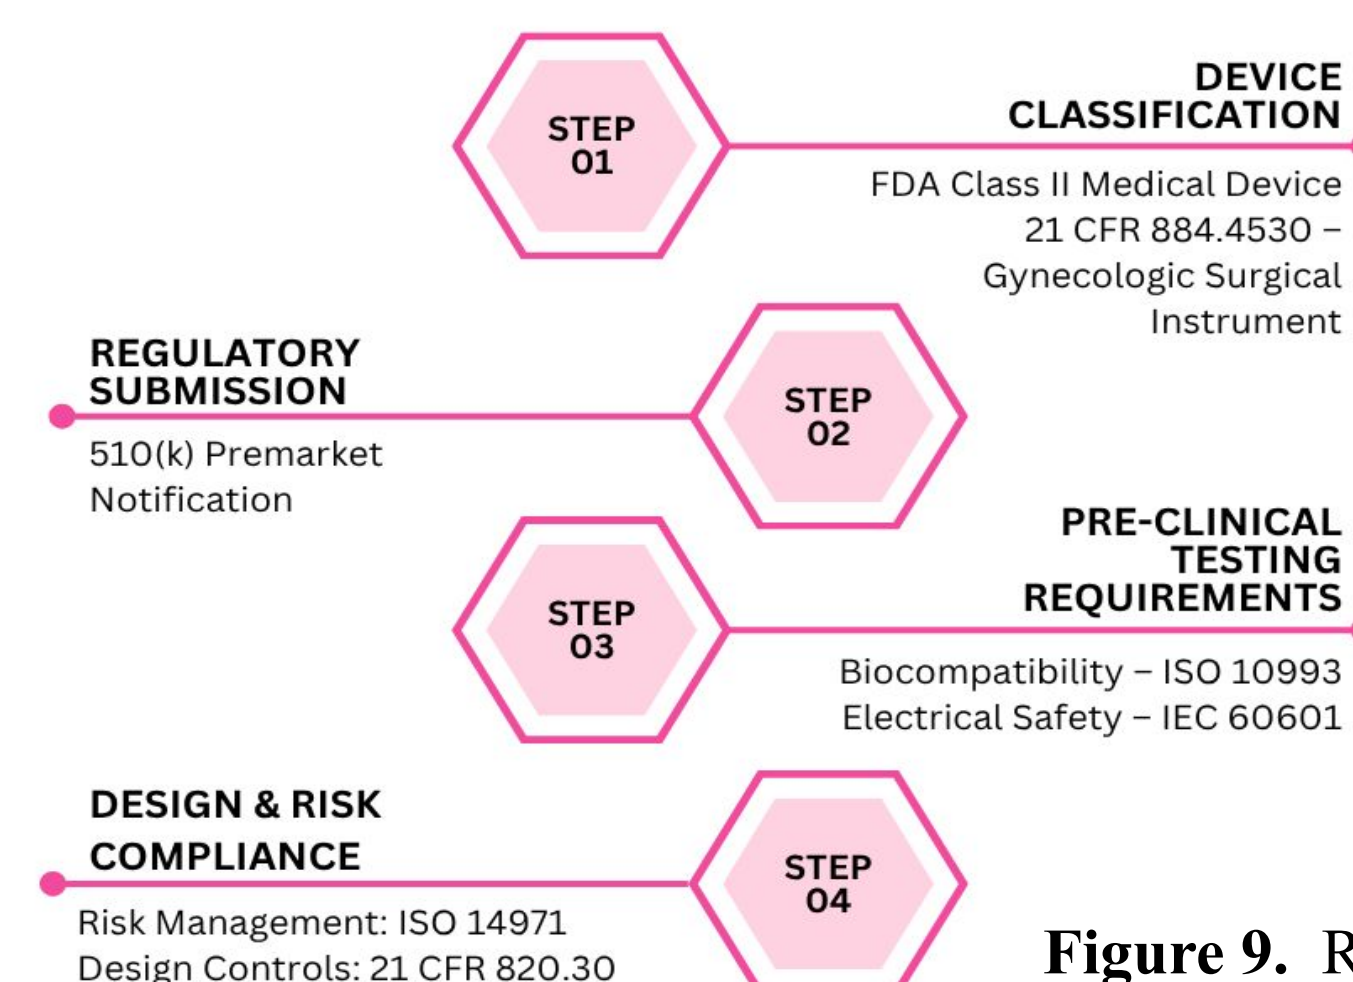 STEP
01
DEVICE
CLASSIFICATION
FDA Class II Medical Device
21 CFR 884.4530 –
Gynecologic Surgical
Instrument
REGULATORY
SUBMISSION
510(k) Premarket
Notification
STEP
02
STEP
03
PRE-CLINICAL
TESTING
REQUIREMENTS
Biocompatibility – ISO 10993
Electrical Safety – IEC 60601
DESIGN & RISK
COMPLIANCE
Risk Management: ISO 14971
Design Controls: 21 CFR 820.30
STEP
04
Figure 9.